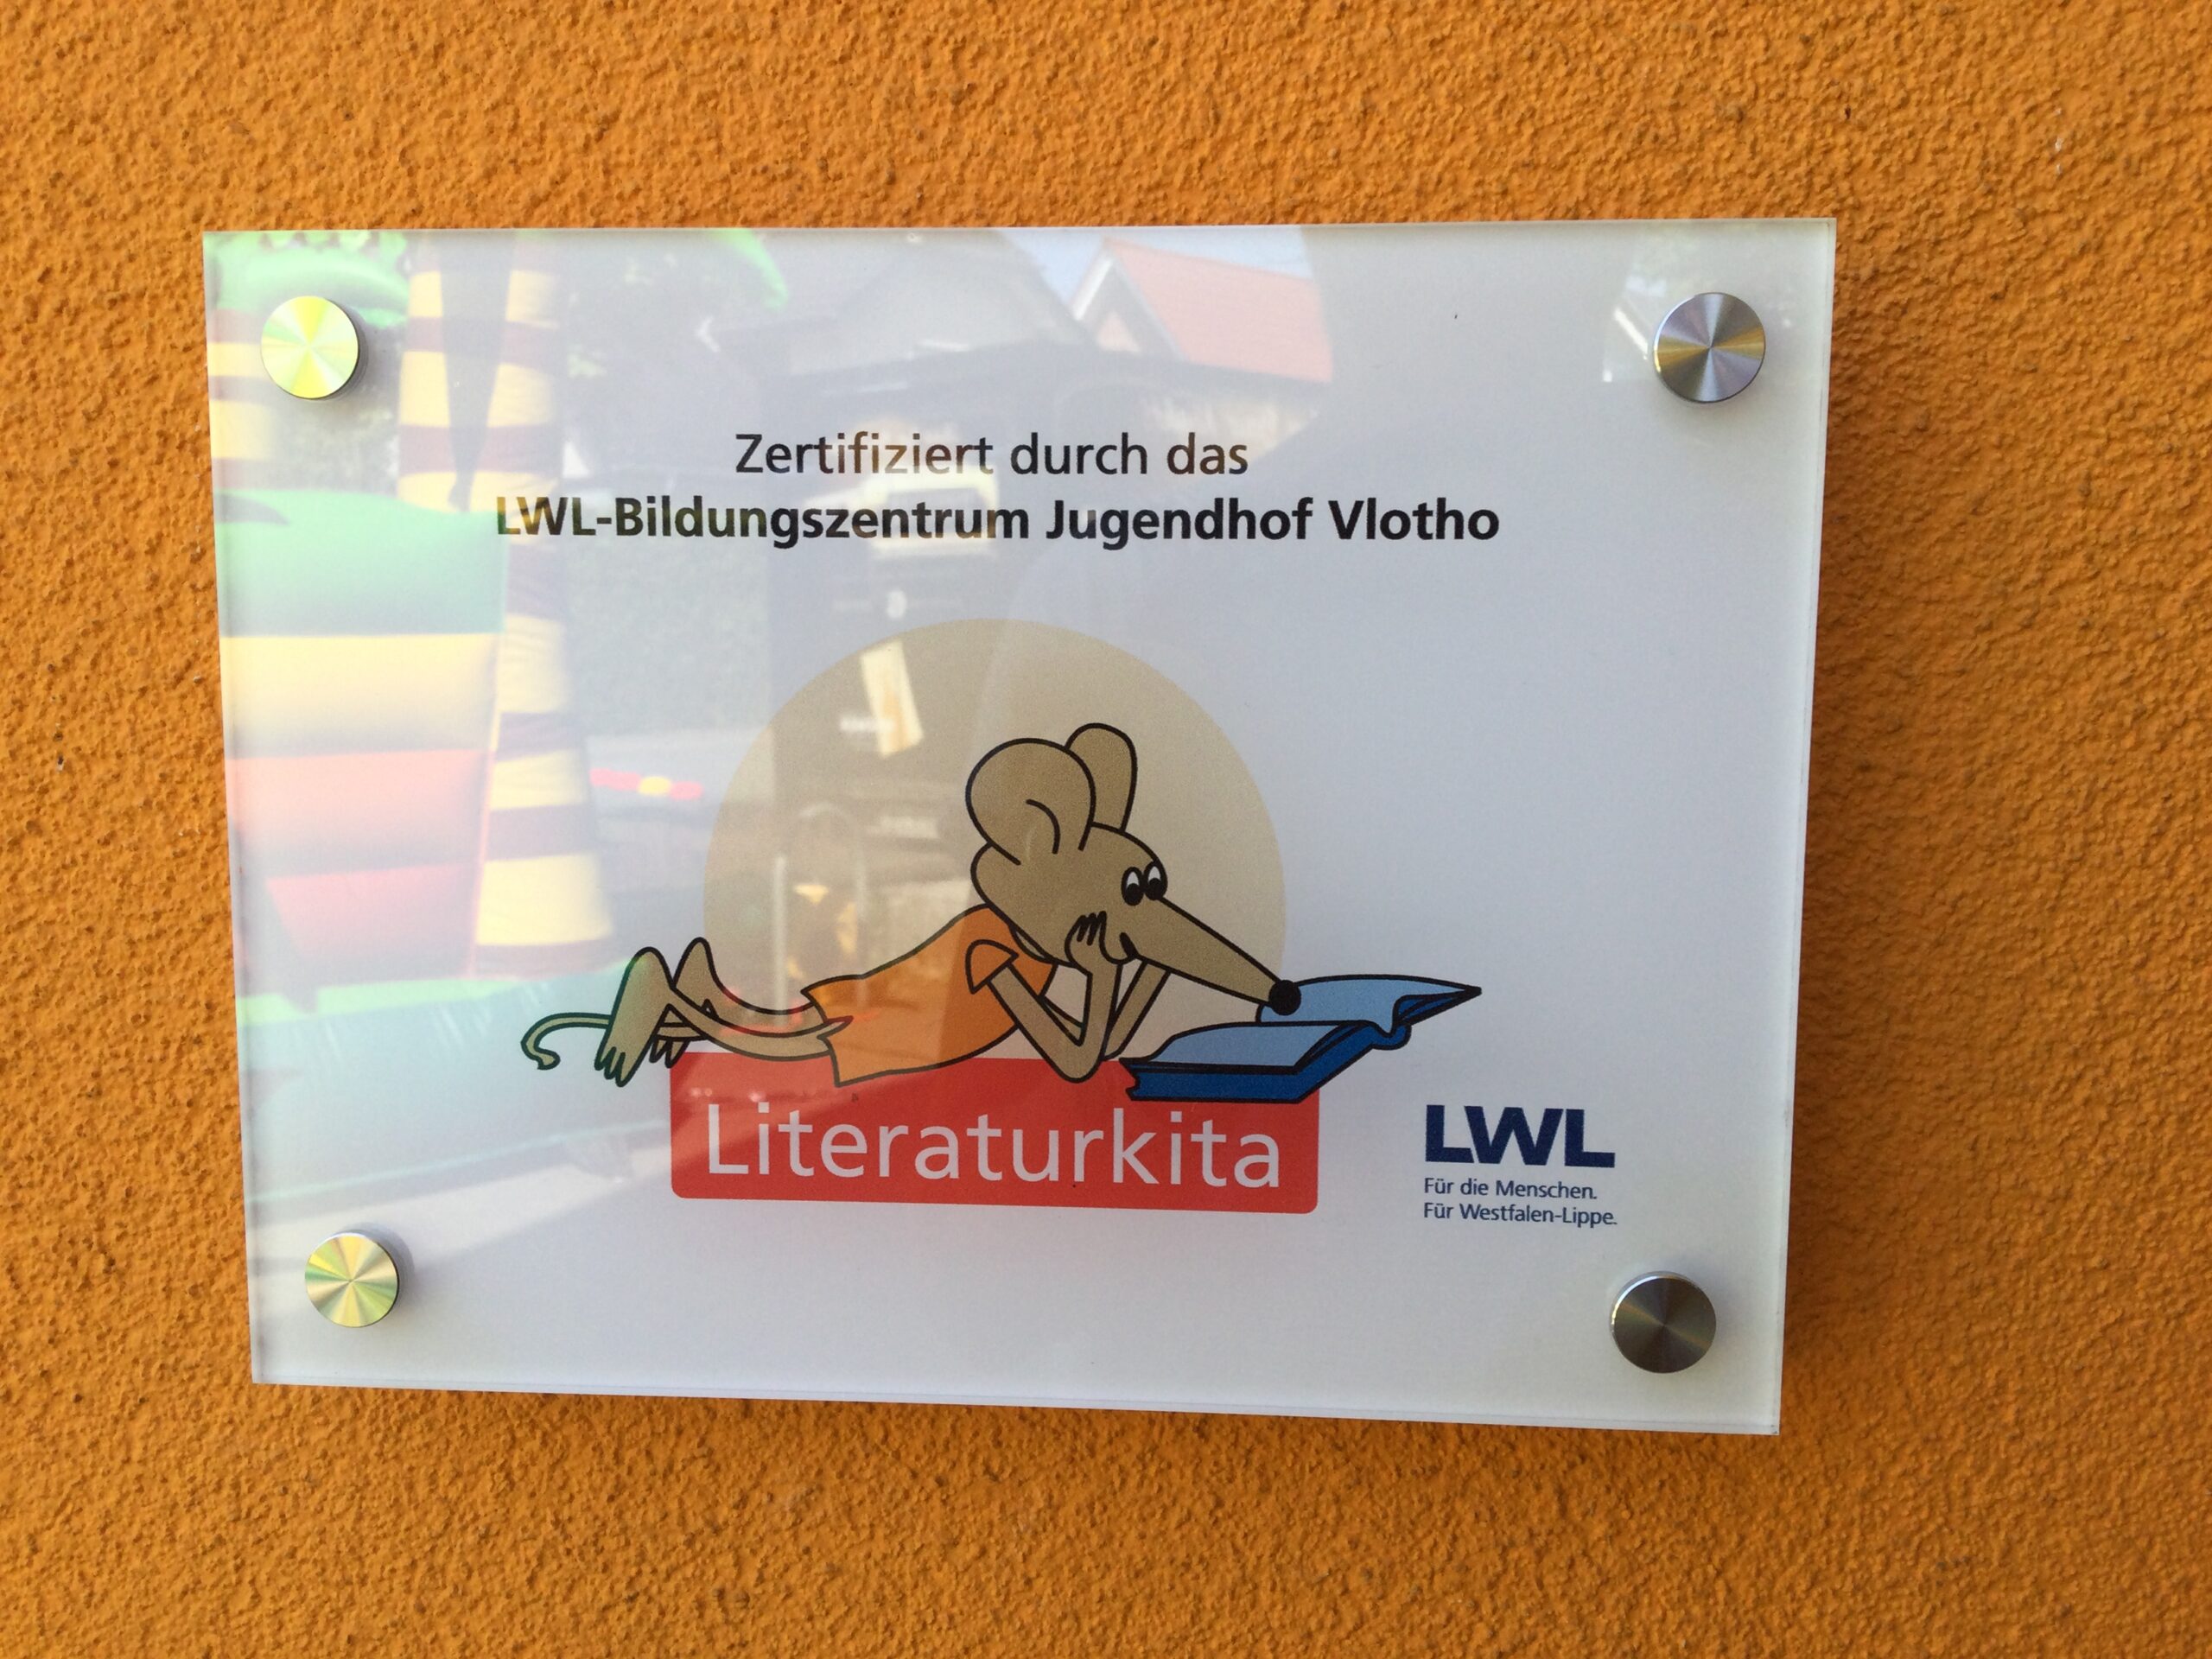 Zertifiziert durch das
LWL-Bildungszentrum Jugendhof Vlotho
Literaturkita
LWL
Für die Menschen.
Für Westfalen-Lippe.